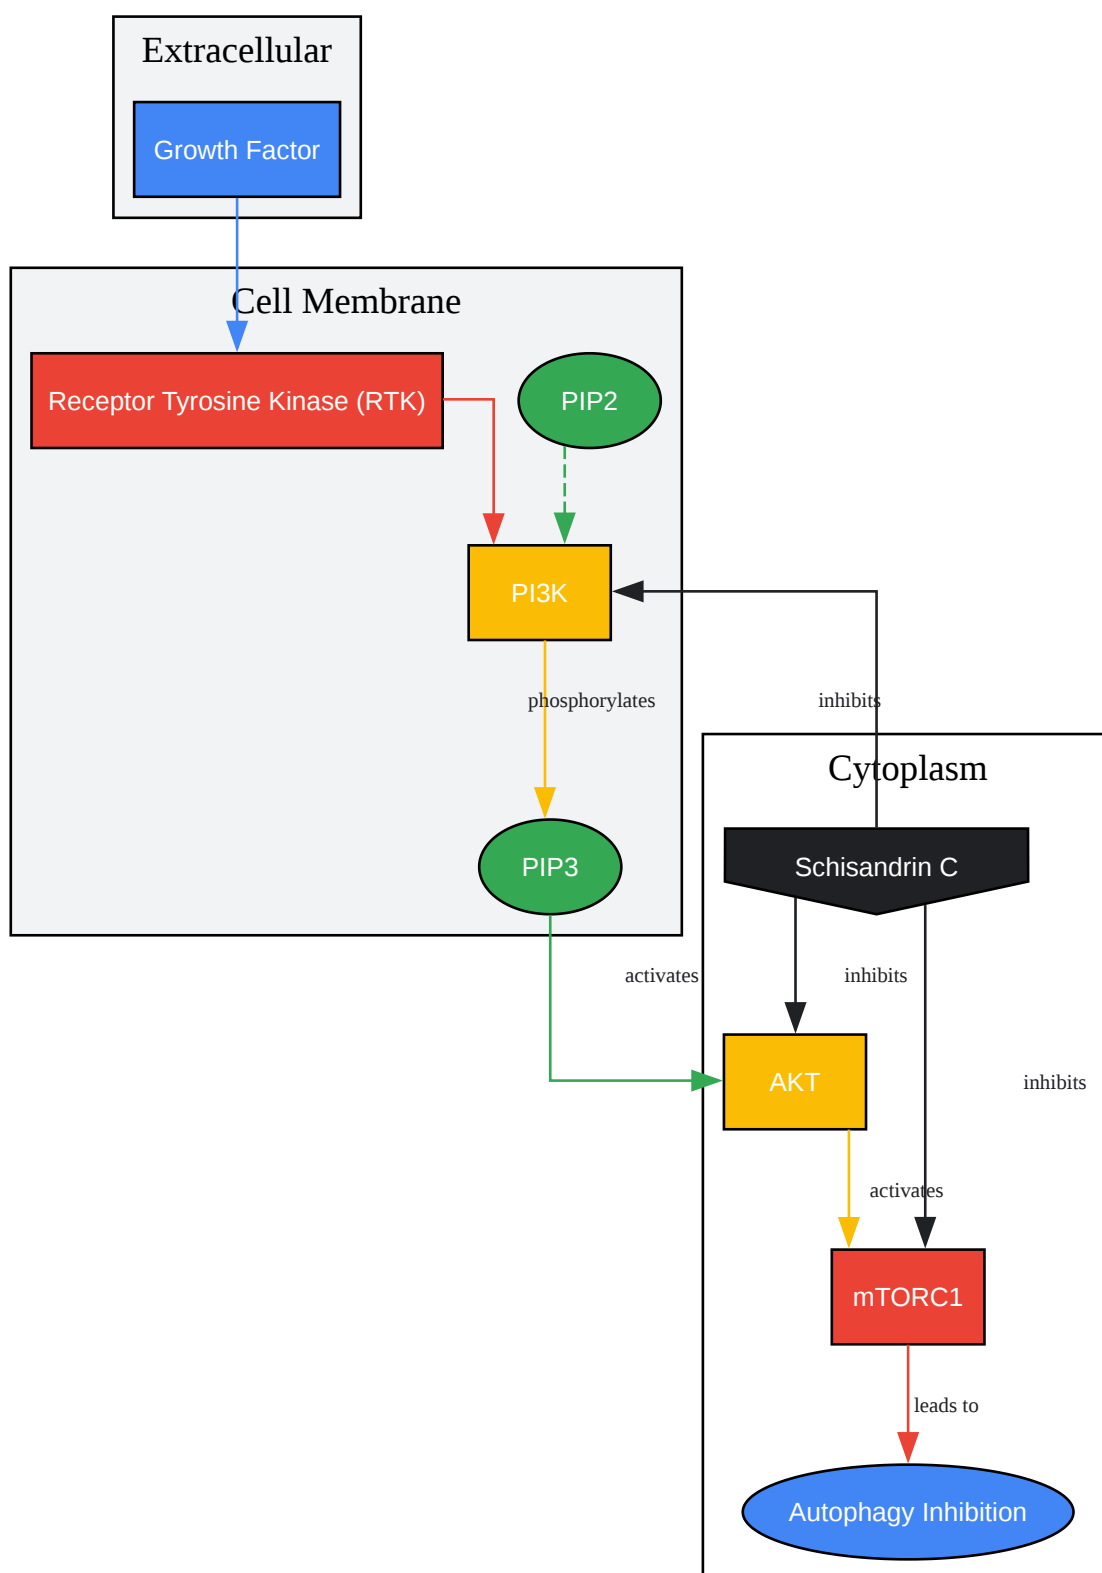 Extracellular
Growth Factor
Cell Membrane
Receptor Tyrosine Kinase (RTK)
PIP2
PI3K
phosphorylates
inhibits
Cytoplasm
PIP3
Schisandrin C
activates
inhibits
AKT
inhibits
activates
mTORC1
leads to
Autophagy Inhibition